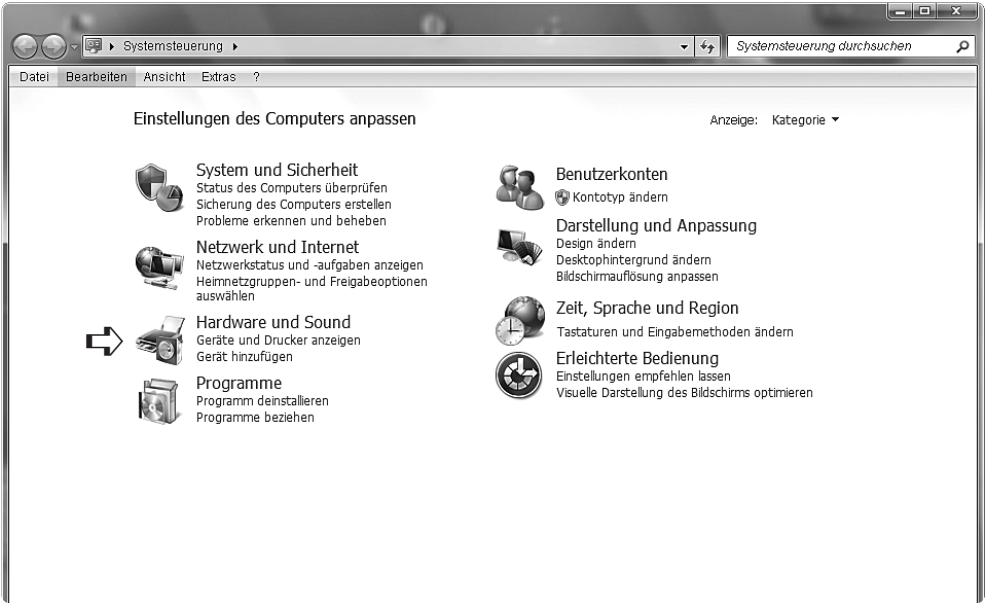 Systemsteuerung
Systemsteuerung durchsuchen
Datei Bearbeiten Ansicht Extras ?
Einstellungen des Computers anpassen
Anzeige: Kategorie
System und Sicherheit
Status des Computers überprüfen
Sicherung des Computers erstellen
Probleme erkennen und beheben
Netzwerk und Internet
Netzwerkstatus und -aufgaben anzeigen
Heimnetzgruppen- und Freigabeoptionen
auswählen
Hardware und Sound
Geräte und Drucker anzeigen
Gerät hinzufügen
Programme
Programm deinstallieren
Programme beziehen
Benutzerkonten
Kontotyp ändern
Darstellung und Anpassung
Design ändern
Desktophintergrund ändern
Bildschirmauflösung anpassen
Zeit, Sprache und Region
Tastaturen und Eingabemethoden ändern
Erleichterte Bedienung
Einstellungen empfehlen lassen
Visuelle Darstellung des Bildschirms optimieren